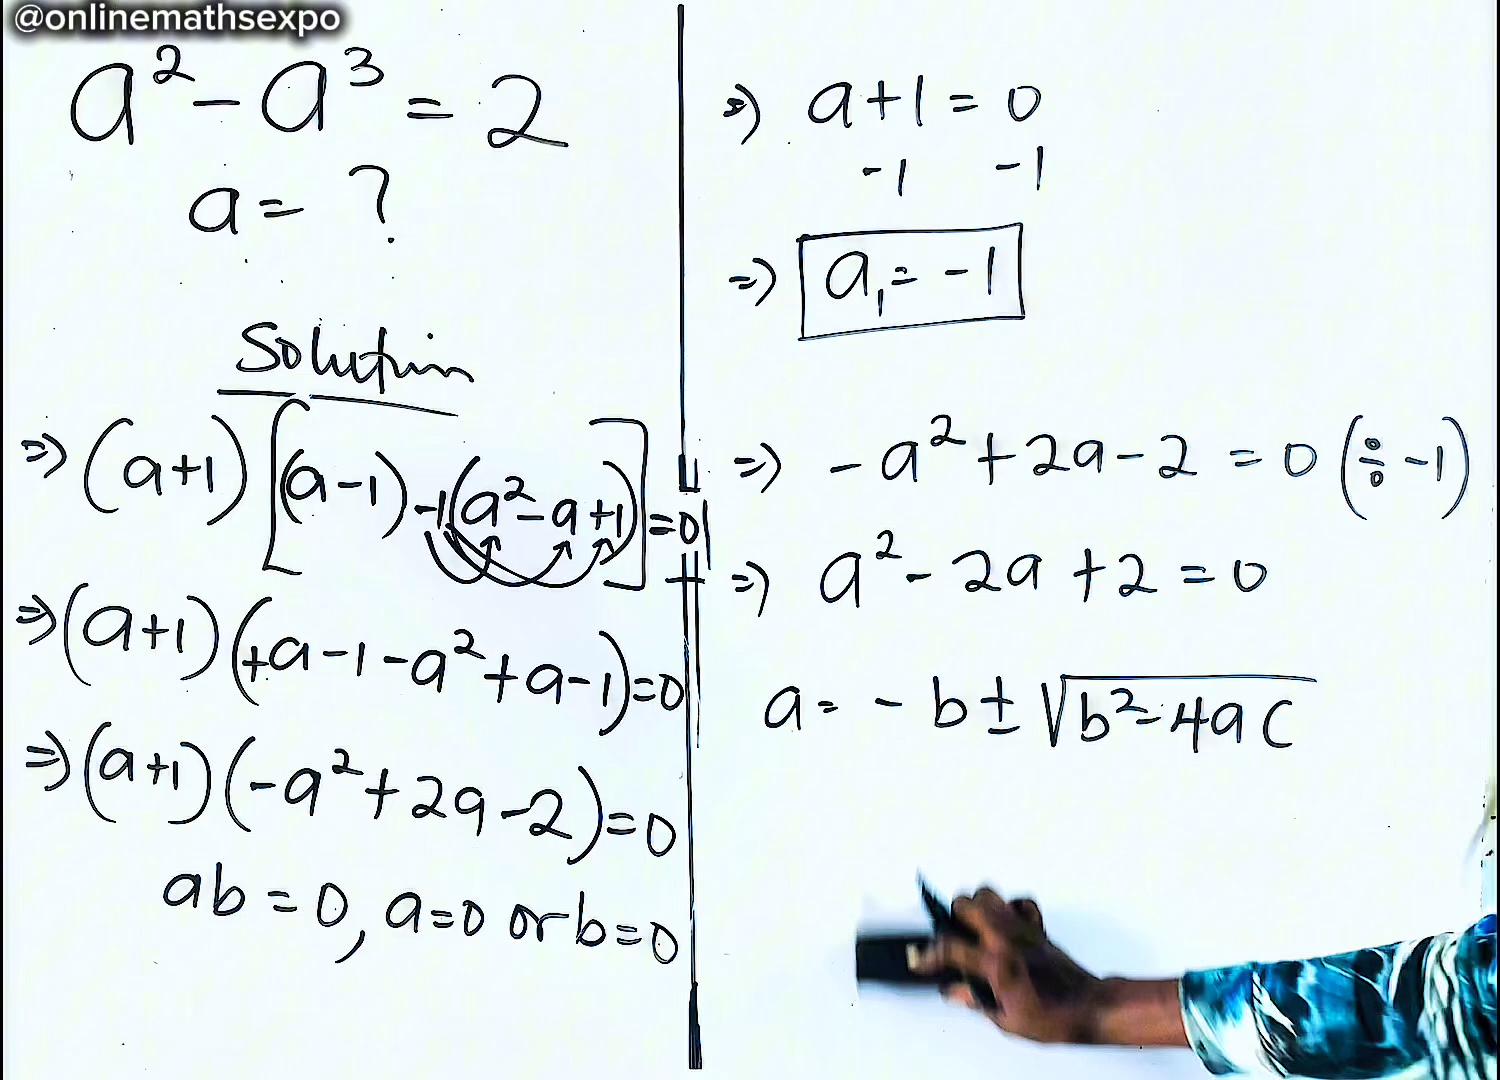 @onlinemathsexpo
a² - a³ = 2
a = ?
Solution
⇒ (a+1) [(a-1) -1(a² - a +1)] = 0
⇒ (a+1) (+a - 1 - a² + a - 1) = 0
⇒ (a+1) (-a² + 2a - 2) = 0
ab = 0, a=0 or b=0
⇒ a+1 = 0
-1 -1
⇒ a₁ = -1
⇒ -a² + 2a - 2 = 0 (÷ -1)
⇒ a² - 2a + 2 = 0
a = -b ± √b² - 4ac